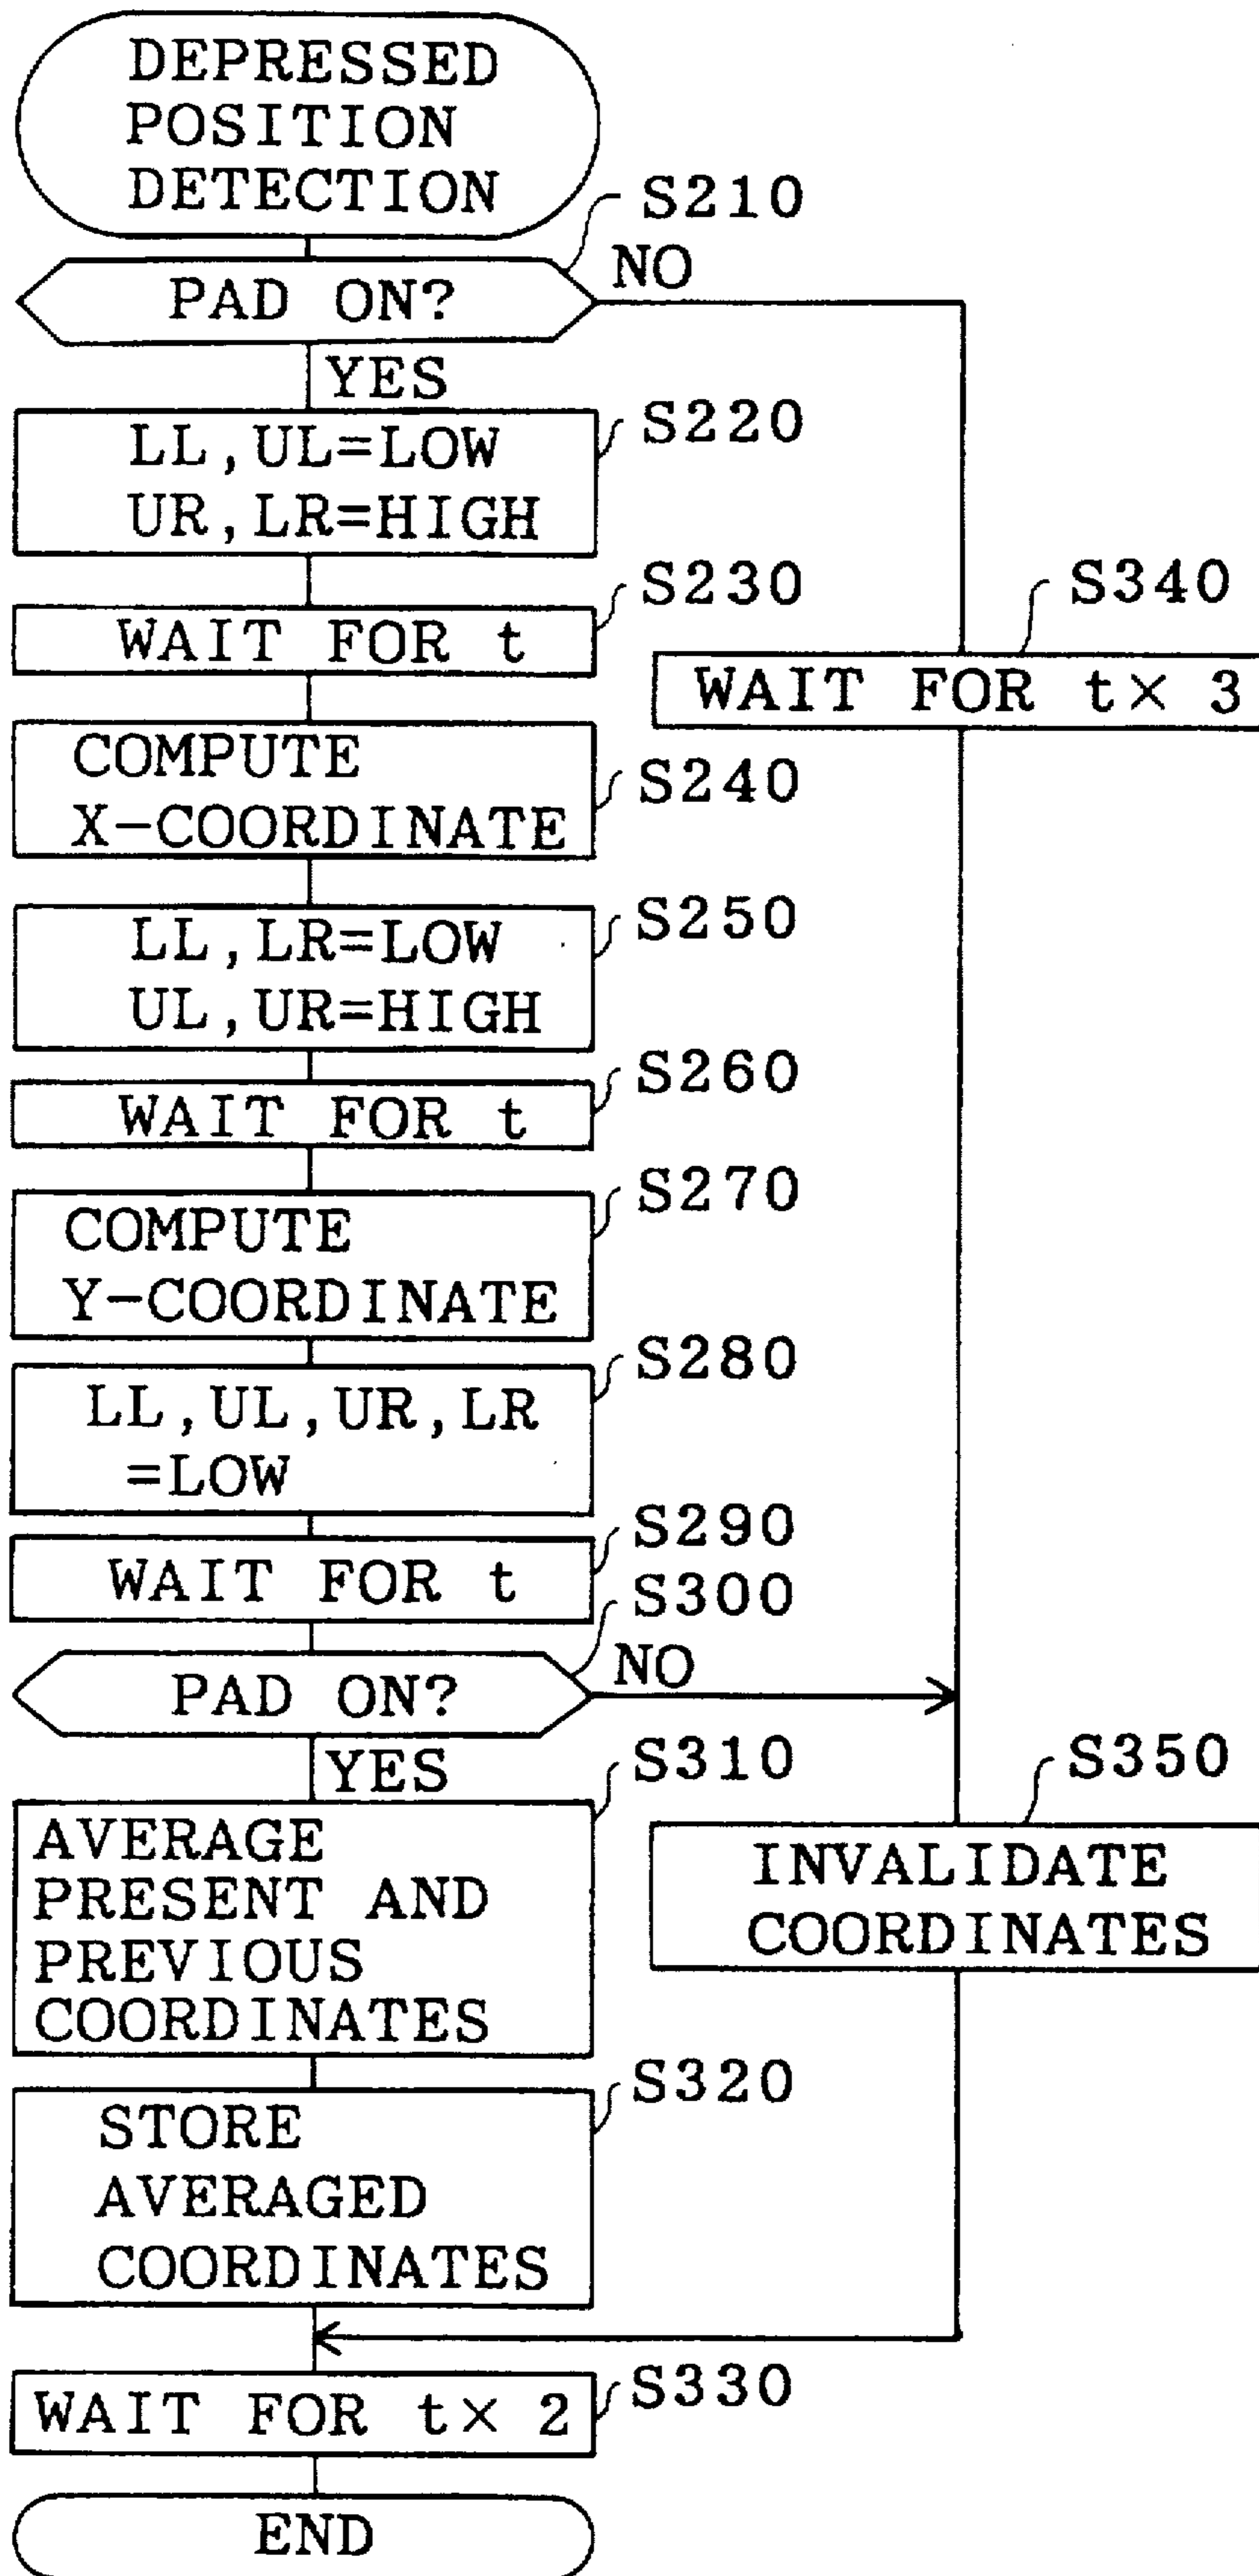 DEPRESSED
POSITION
DETECTION
S210
PAD ON?
NO
YES
S220
LL,UL=LOW
UR,LR=HIGH
S230
WAIT FOR t
S340
WAIT FOR t× 3
COMPUTE
X-COORDINATE
S240
S250
LL,LR=LOW
UL,UR=HIGH
S260
WAIT FOR t
S270
COMPUTE
Y-COORDINATE
S280
LL,UL,UR,LR
=LOW
S290
WAIT FOR t
S300
PAD ON?
NO
YES
S310
AVERAGE
PRESENT AND
PREVIOUS
COORDINATES
S350
INVALIDATE
COORDINATES
S320
STORE
AVERAGED
COORDINATES
S330
WAIT FOR t× 2
END